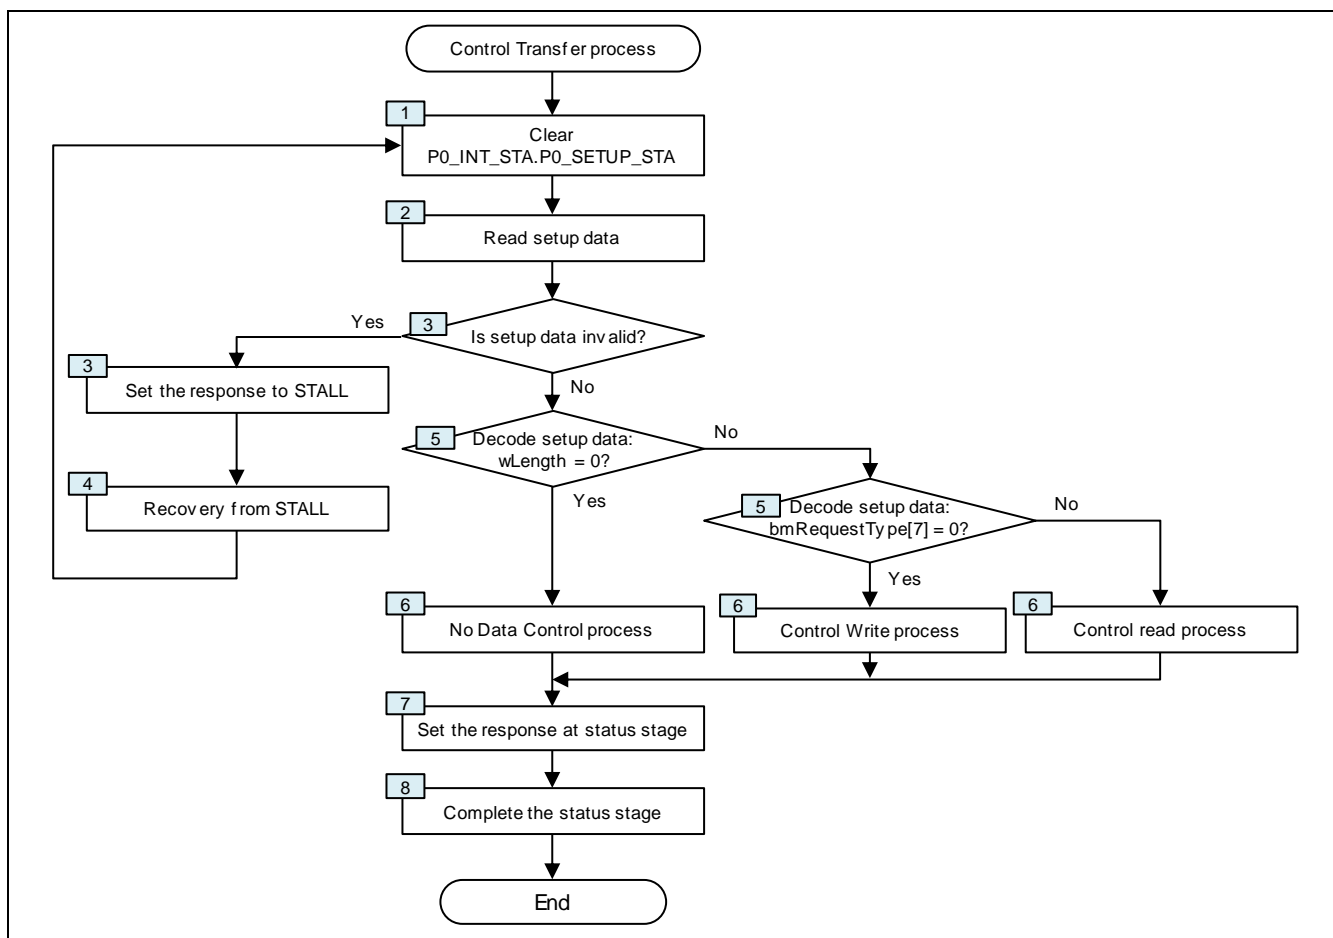 Control Transfer process
1
Clear
P0_INT_STA.P0_SETUP_STA
2
Read setup data
Yes
3
Is setup data invalid?
3
Set the response to STALL
No
5
Decode setup data:
wLength = 0?
No
4
Recovery from STALL
Yes
5
Decode setup data:
bmRequestType[7] = 0?
No
Yes
6
No Data Control process
6
Control Write process
6
Control read process
7
Set the response at status stage
8
Complete the status stage
End